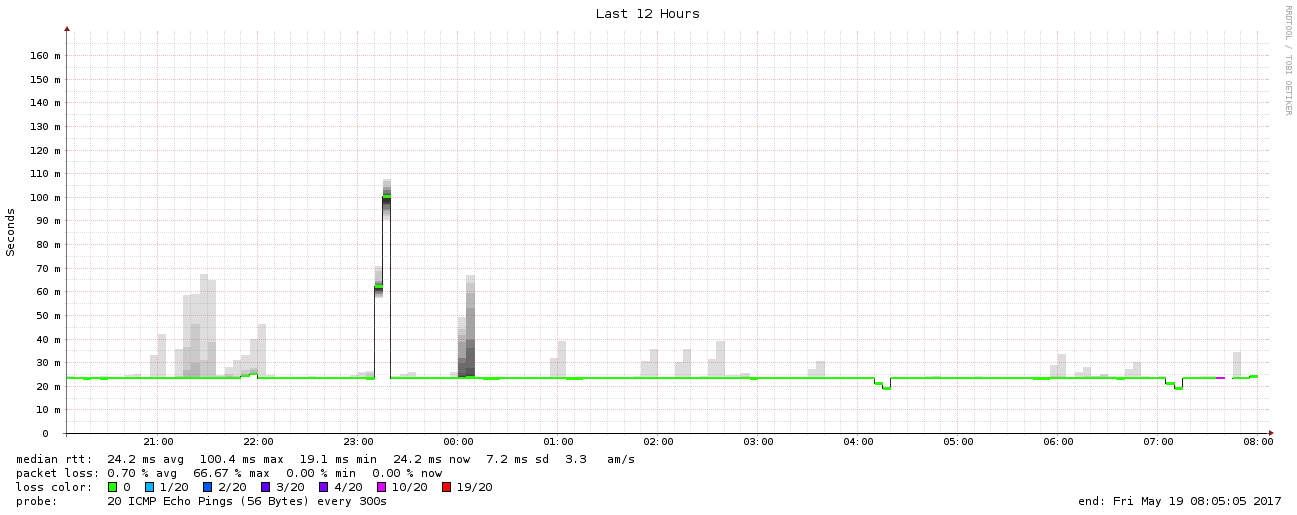 Last 12 Hours
RRDTOOL / TOBI OETIKER
Seconds
160 m
150 m
140 m
130 m
120 m
110 m
100 m
90 m
80 m
70 m
60 m
50 m
40 m
30 m
20 m
10 m
0
21:00 22:00 23:00 00:00 01:00 02:00 03:00 04:00 05:00 06:00 07:00 08:00
median rtt: 24.2 ms avg 100.4 ms max 19.1 ms min 24.2 ms now 7.2 ms sd 3.3 am/s
packet loss: 0.70 % avg 66.67 % max 0.00 % min 0.00 % now
loss color: 0 1/20 2/20 3/20 4/20 10/20 19/20
probe: 20 ICMP Echo Pings (56 Bytes) every 300s end: Fri May 19 08:05:05 2017